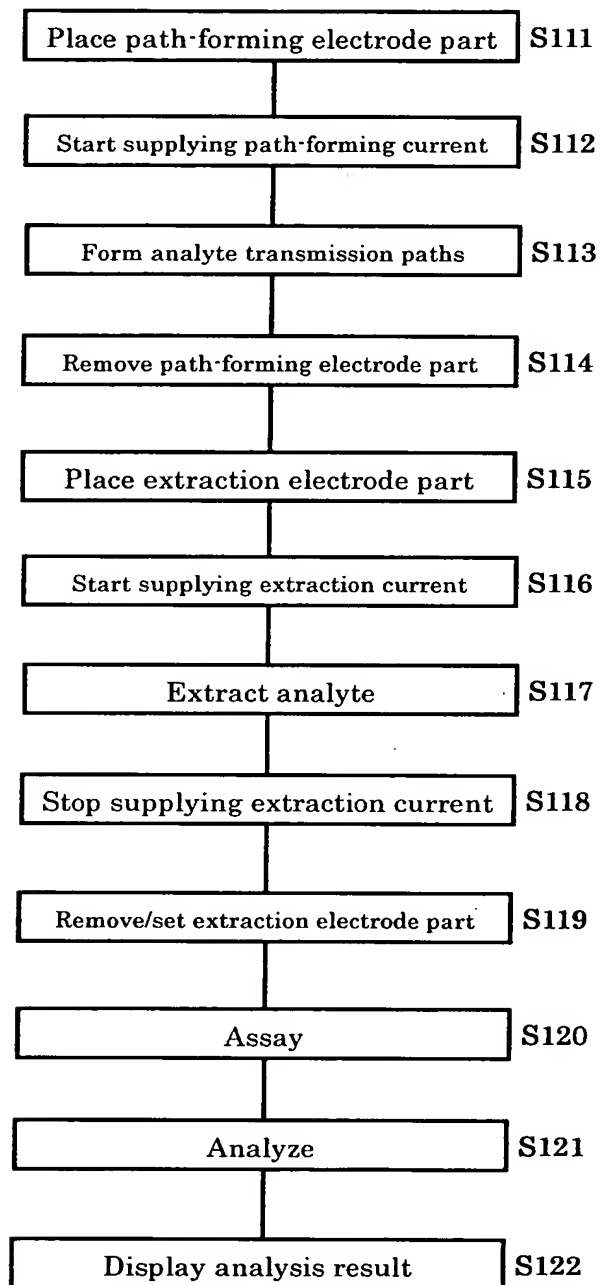 Place path-forming electrode part S111
Start supplying path-forming current S112
Form analyte transmission paths S113
Remove path-forming electrode part S114
Place extraction electrode part S115
Start supplying extraction current S116
Extract analyte S117
Stop supplying extraction current S118
Remove/set extraction electrode part S119
Assay S120
Analyze S121
Display analysis result S122